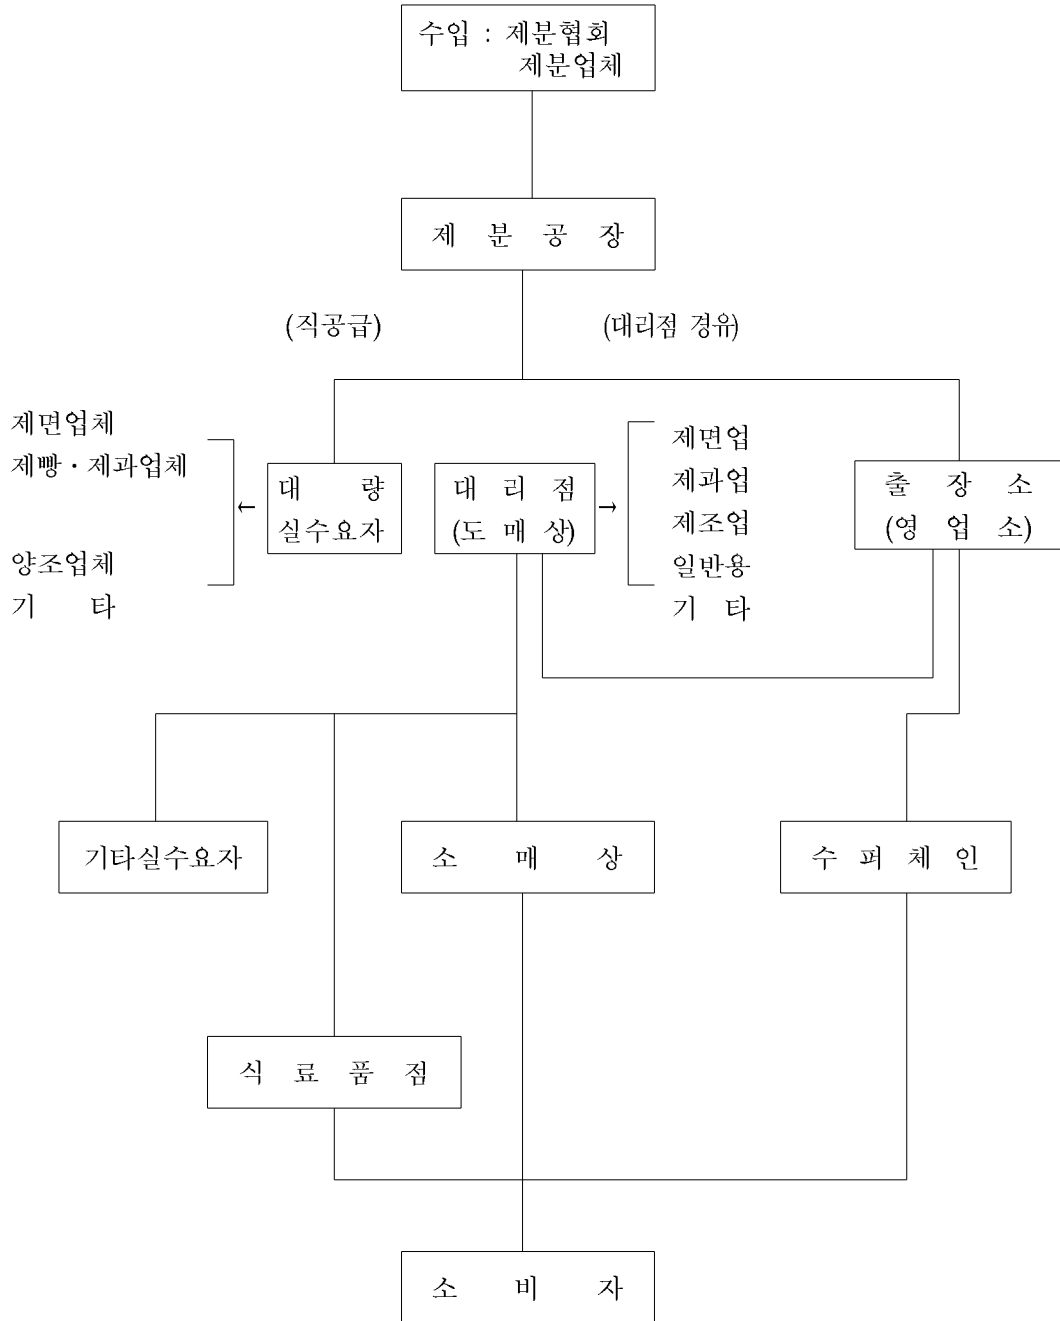 수입 : 제분협회
제분업체
제 분 공 장
(직공급)
(대리점 경유)
제면업체
제빵·제과업체
양조업체
기 타
대 량
실수요자
←
대 리 점
(도 매 상)
→
제면업
제과업
제조업
일반용
기 타
출 장 소
(영 업 소)
기타실수요자
소 매 상
수 퍼 체 인
식 료 품 점
소 비 자